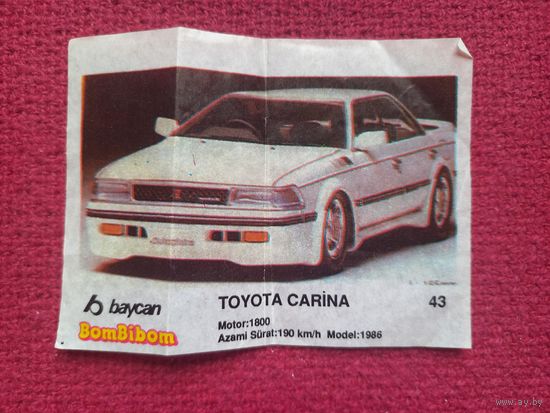 baycan
BomBibom
TOYOTA CARİNA
43
Motor:1800
Azami Sürat:190 km/h Model:1986
www.ay.by